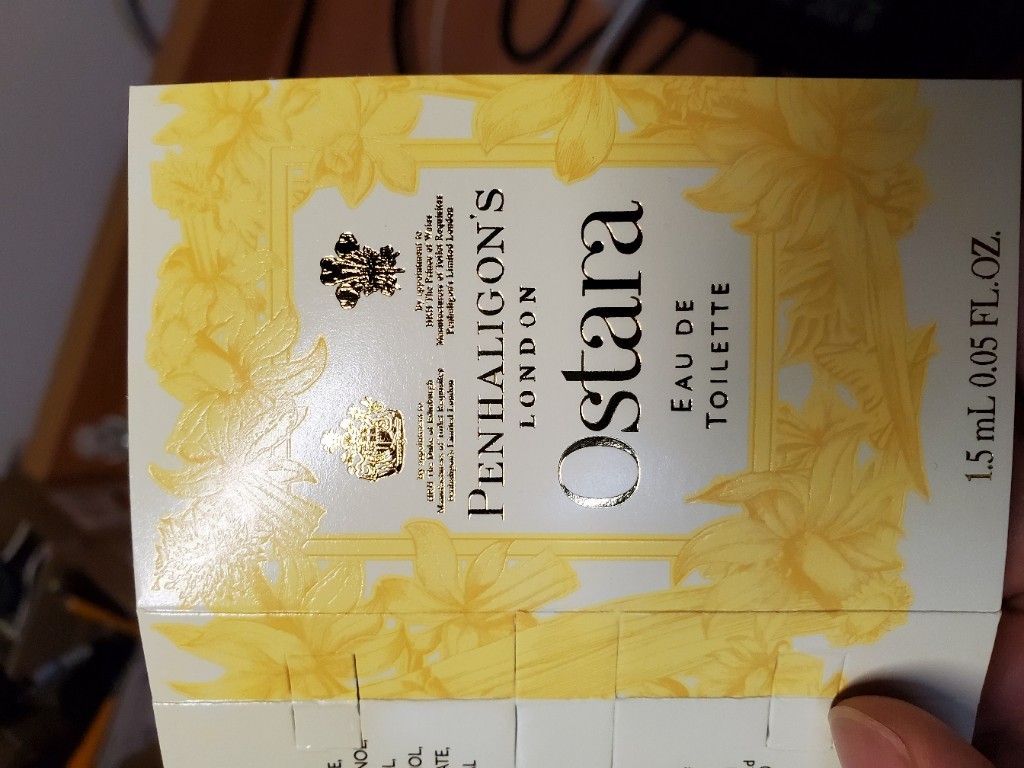 By appointment to
HRH The Duke of Edinburgh
Manufacturers of Toilet Requisites
Penhaligon's Limited London
By appointment to
HRH The Prince of Wales
Manufacturers of Toilet Requisites
Penhaligon's Limited London
PENHALIGON'S
LONDON
Ostara
EAU DE
TOILETTE
1.5 mL 0.05 FL.OZ.